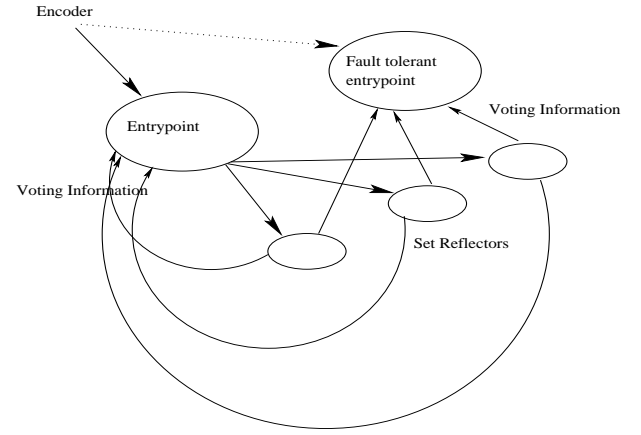 Encoder
Fault tolerant
entrypoint
Voting Information
Entrypoint
Voting Information
Set Reflectors